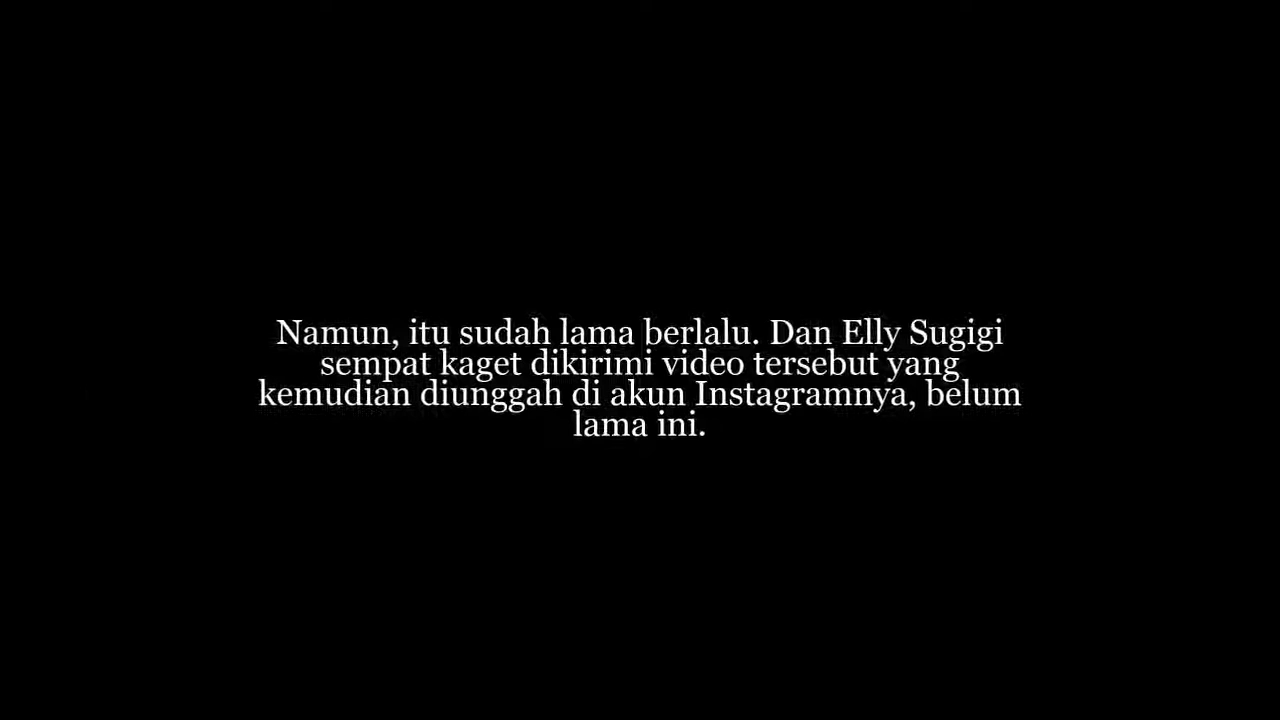 Namun, itu sudah lama berlalu. Dan Elly Sugigi
sempat kaget dikirimi video tersebut yang
kemudian diunggah di akun Instagramnya, belum
lama ini.